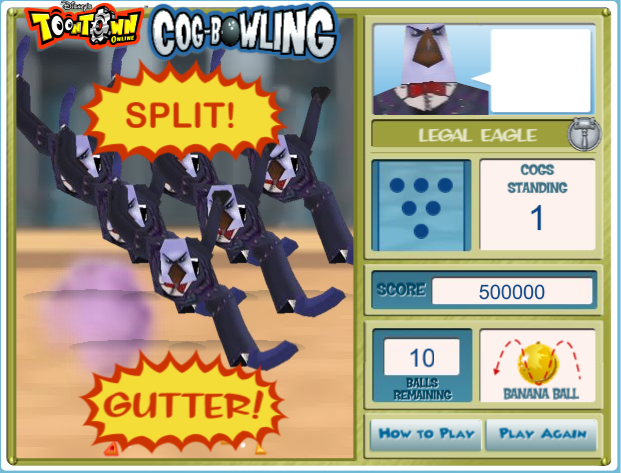 Disney's
TOONTOWN
ONLINE
COG-BOWLING
SPLIT!
LEGAL EAGLE
COGS
STANDING
1
SCORE 500000
10
BALLS
REMAINING
BANANA BALL
GUTTER!
HOW TO PLAY
PLAY AGAIN